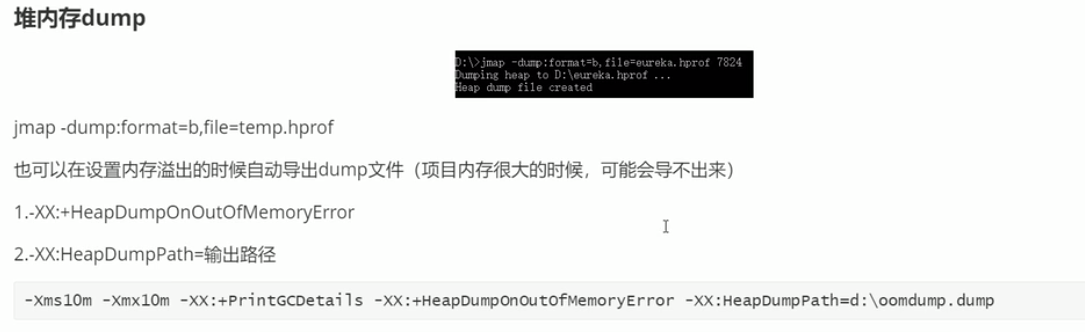 堆内存dump
D:\>jmap -dump:format=b,file=eureka.hprof 7824
Dumping heap to D:\eureka.hprof ...
Heap dump file created
jmap -dump:format=b,file=temp.hprof
也可以在设置内存溢出的时候自动导出dump文件（项目内存很大的时候，可能会导不出来）
1.-XX:+HeapDumpOnOutOfMemoryError
2.-XX:HeapDumpPath=输出路径
-Xms10m -Xmx10m -XX:+PrintGCDetails -XX:+HeapDumpOnOutOfMemoryError -XX:HeapDumpPath=d:\oomdump.dump